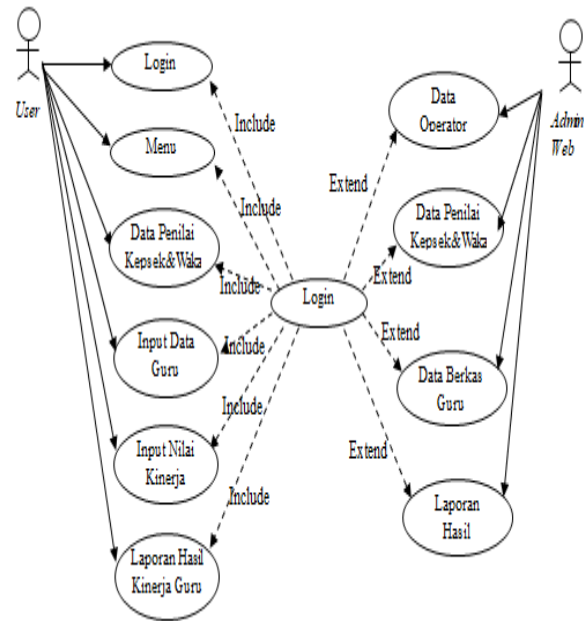 User
Login
Menu
Data Penilai
Kepsek&Waka
Input Data
Guru
Input Nilai
Kinerja
Laporan Hasil
Kinerja Guru
Include
Include
Include
Include
Include
Include
Login
Extend
Extend
Extend
Extend
Data
Operator
Data Penilai
Kepsek&Waka
Data Berkas
Guru
Laporan
Hasil
Admin
Web